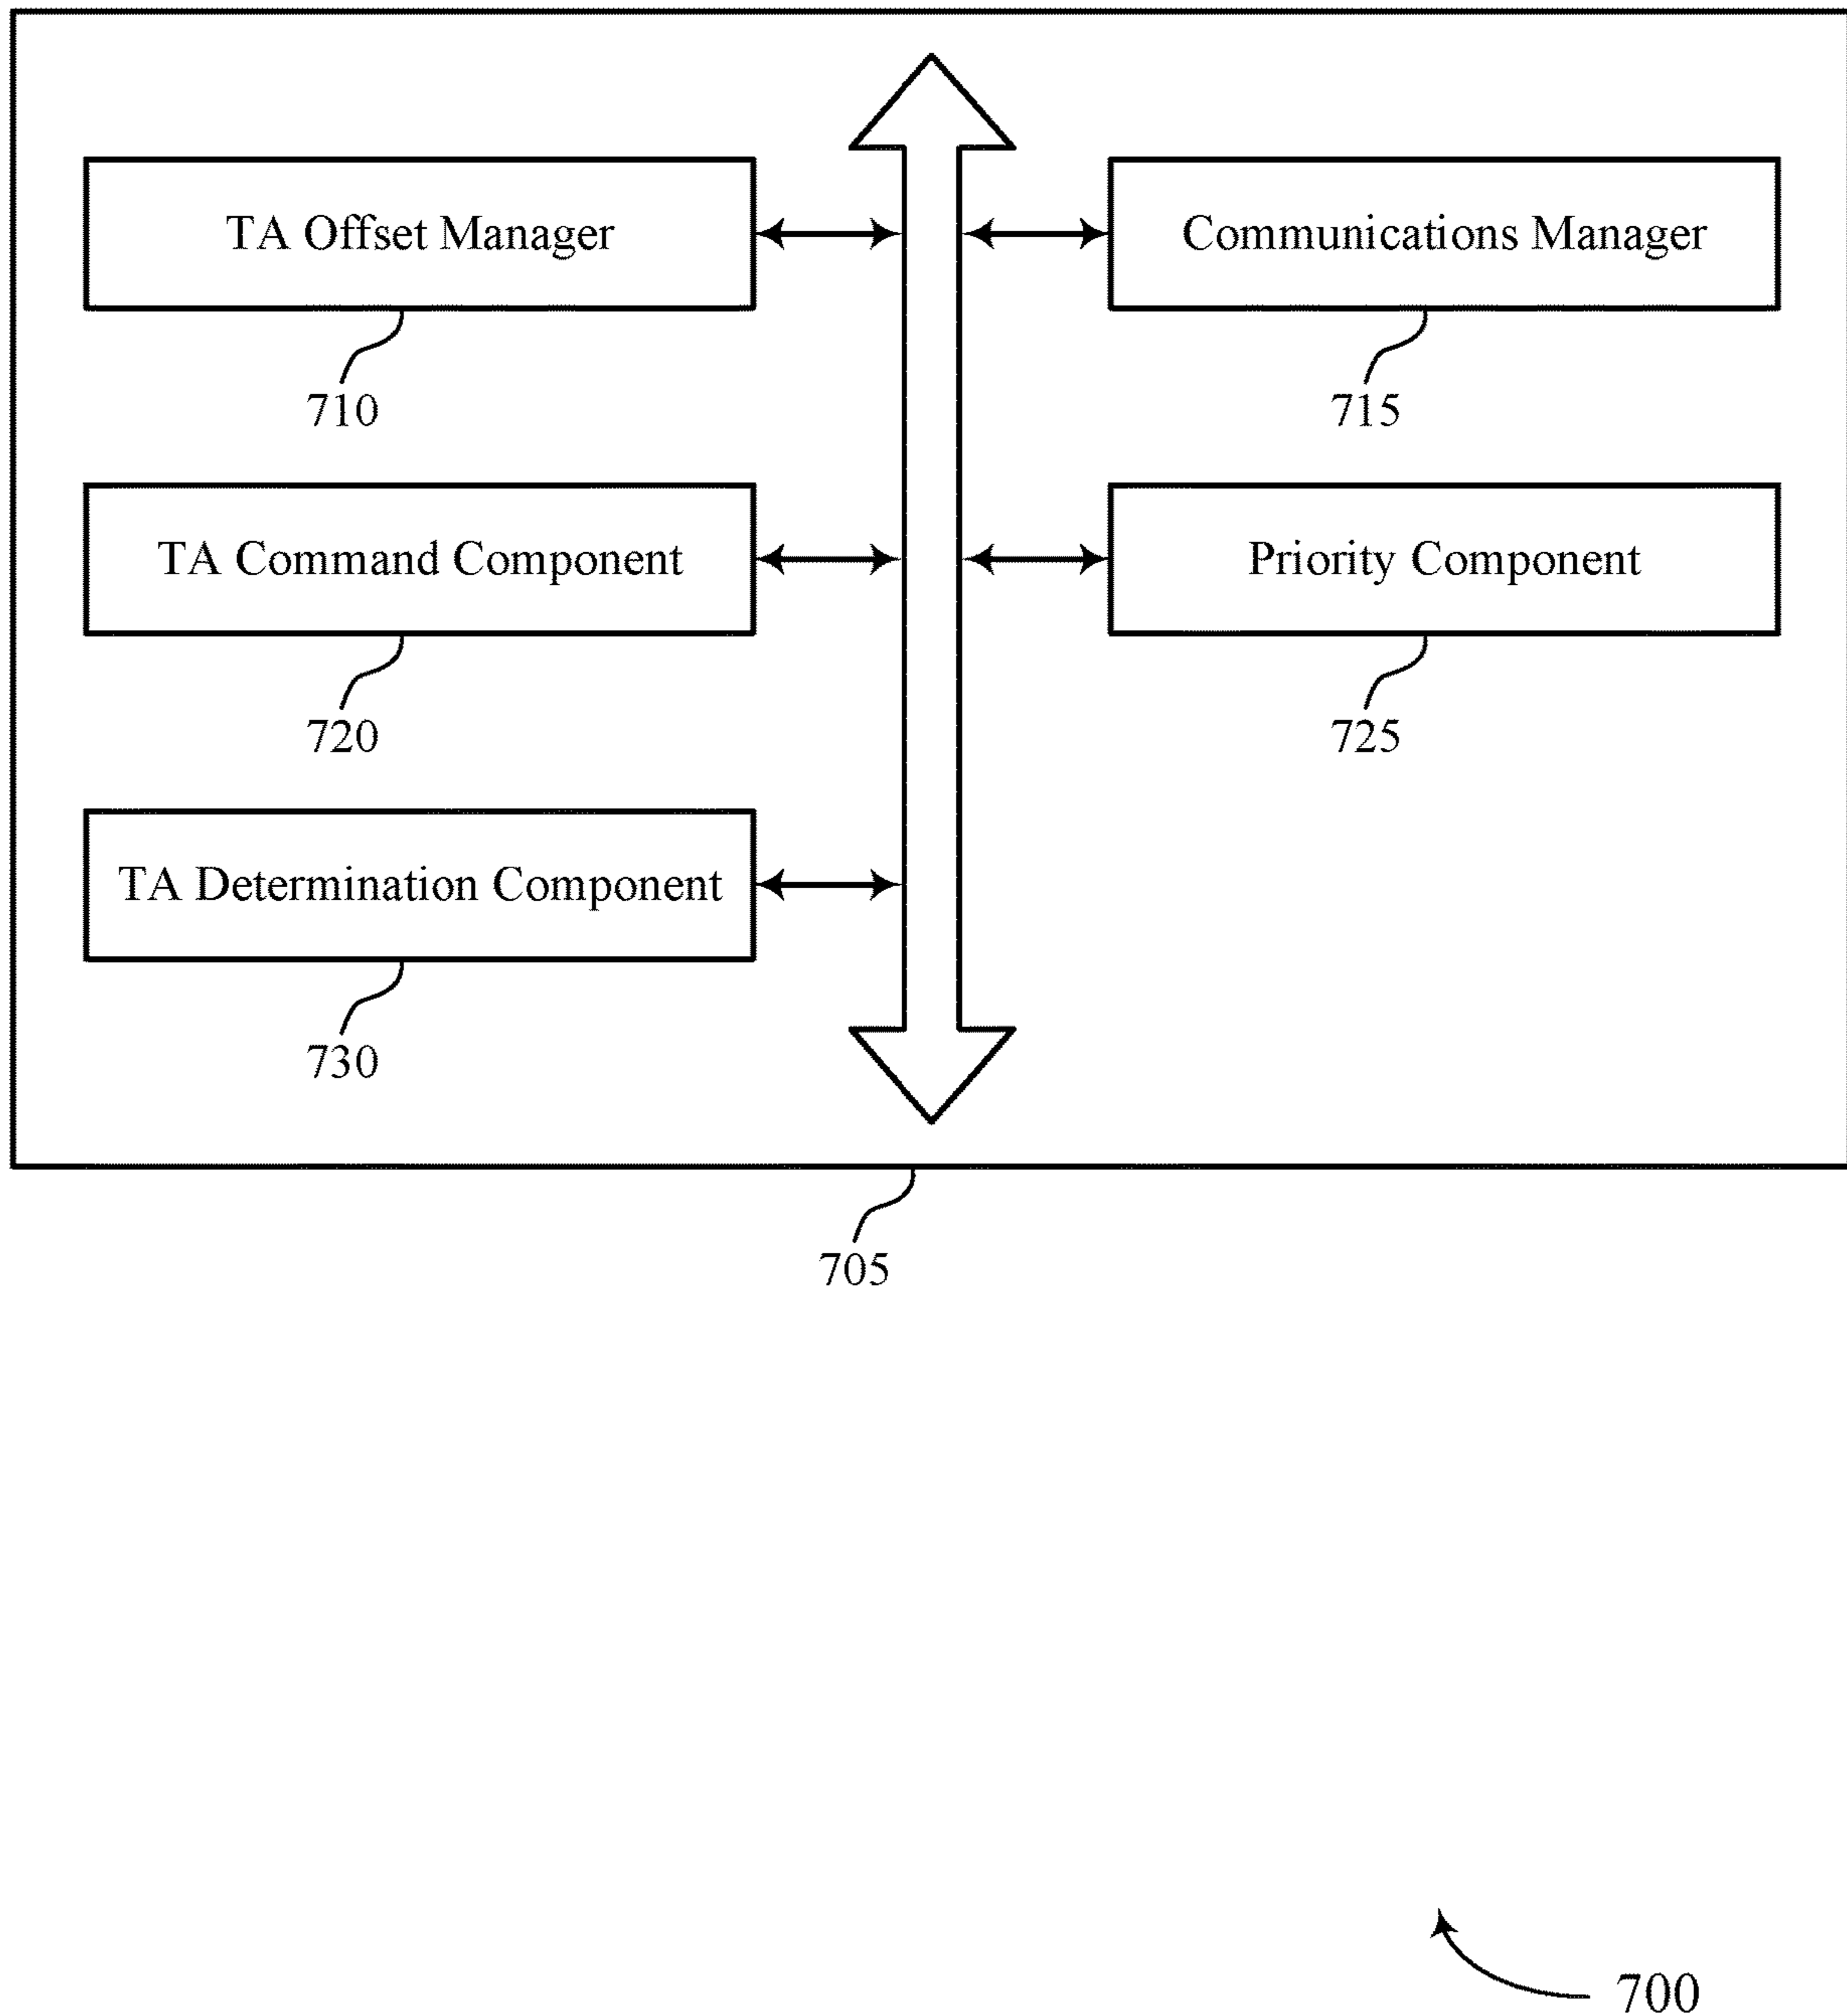 TA Offset Manager
Communications Manager
710
715
TA Command Component
Priority Component
720
725
TA Determination Component
730
705
700